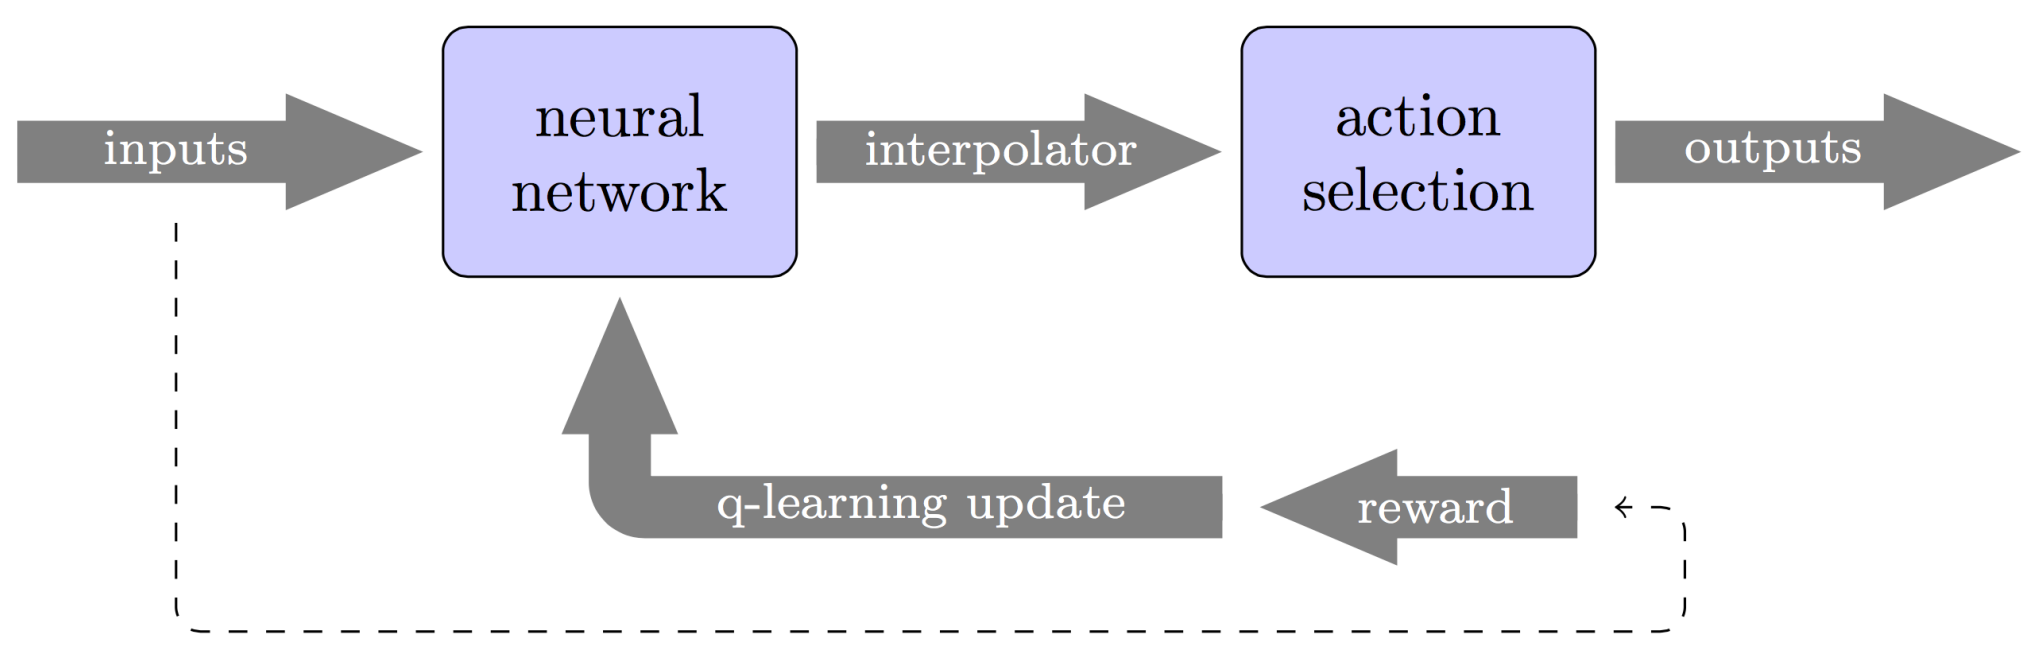 inputs
neural
network
interpolator
action
selection
outputs
q-learning update
reward